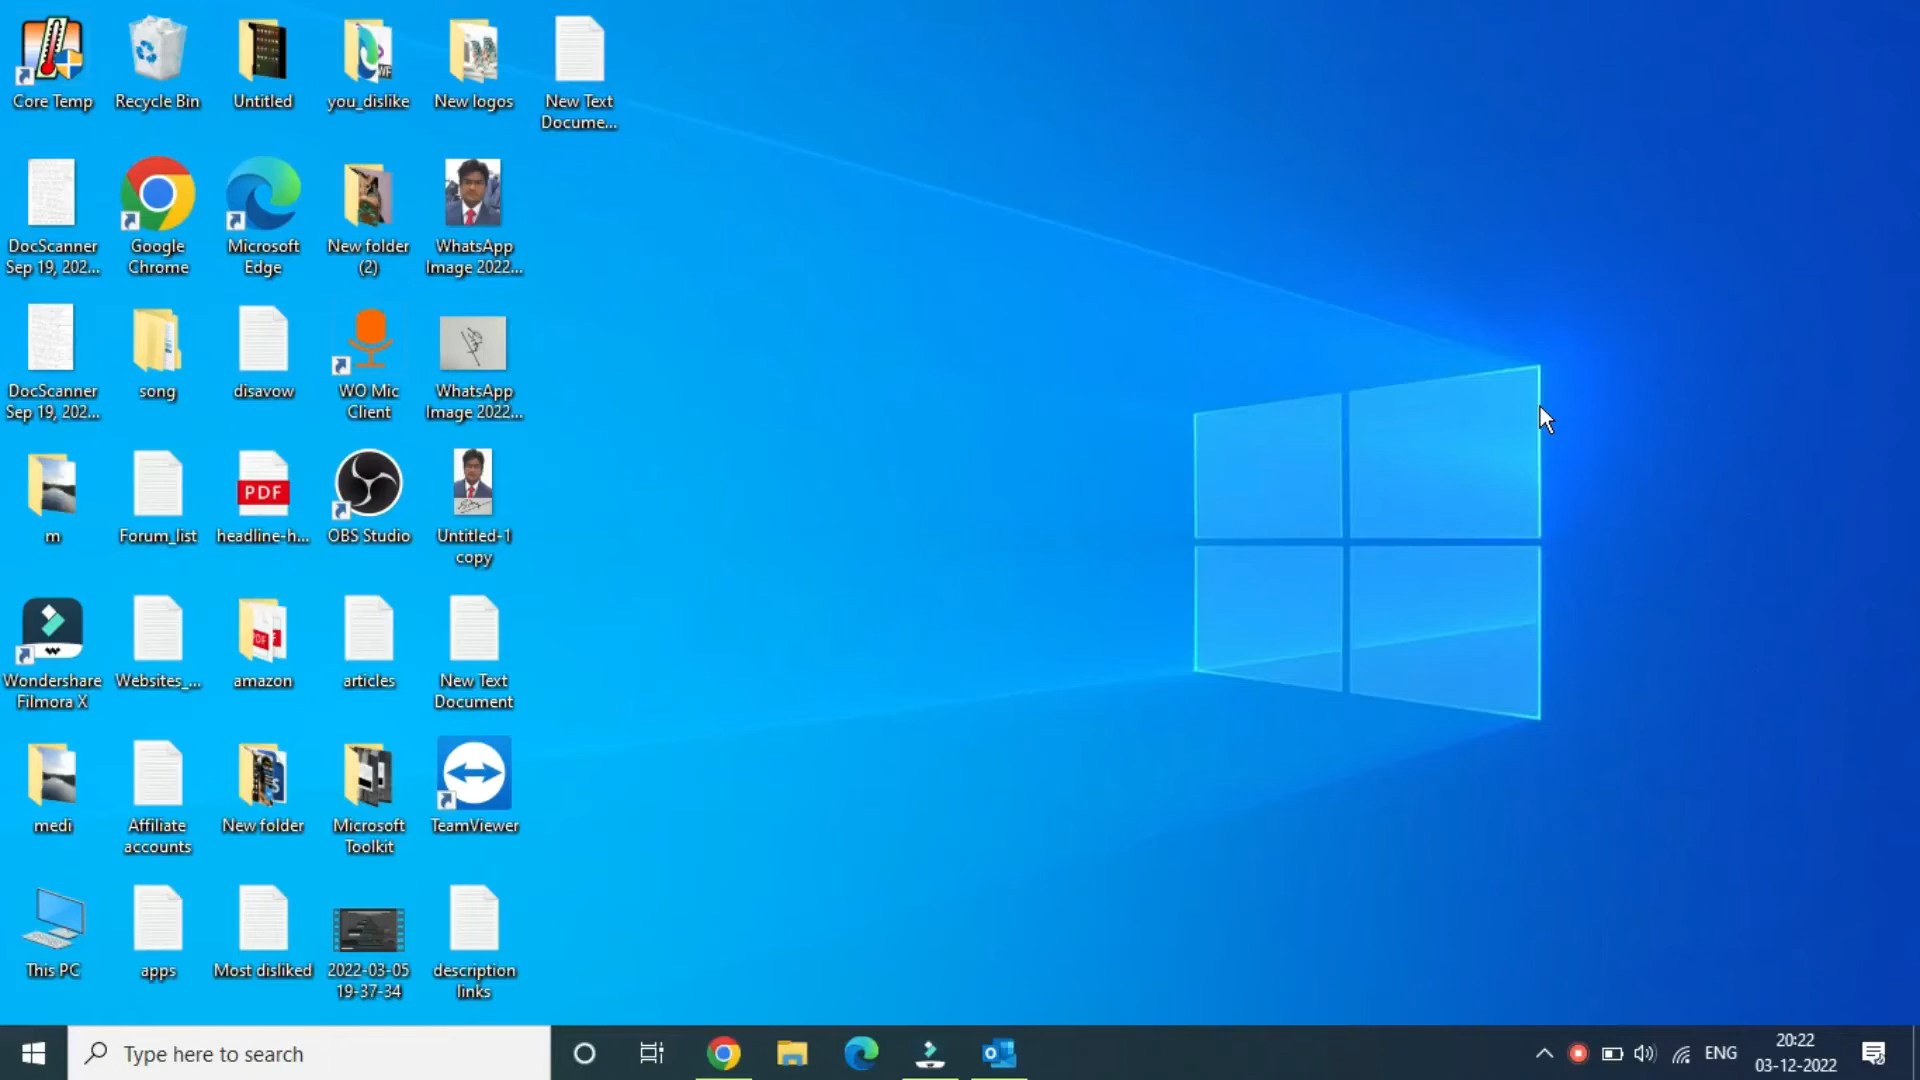 Core Temp
Recycle Bin
Untitled
you_dislike
New logos
New Text
Docume...
DocScanner
Sep 19, 202...
Google
Chrome
Microsoft
Edge
New folder
(2)
WhatsApp
Image 2022...
DocScanner
Sep 19, 202...
song
disavow
WO Mic
Client
WhatsApp
Image 2022...
m
Forum_list
PDF
headline-h...
OBS Studio
Untitled-1
copy
Wondershare
Filmora X
Websites_...
amazon
articles
New Text
Document
medi
Affiliate
accounts
New folder
Microsoft
Toolkit
TeamViewer
This PC
apps
Most disliked
2022-03-05
19-37-34
description
links
Type here to search
ENG
20:22
03-12-2022